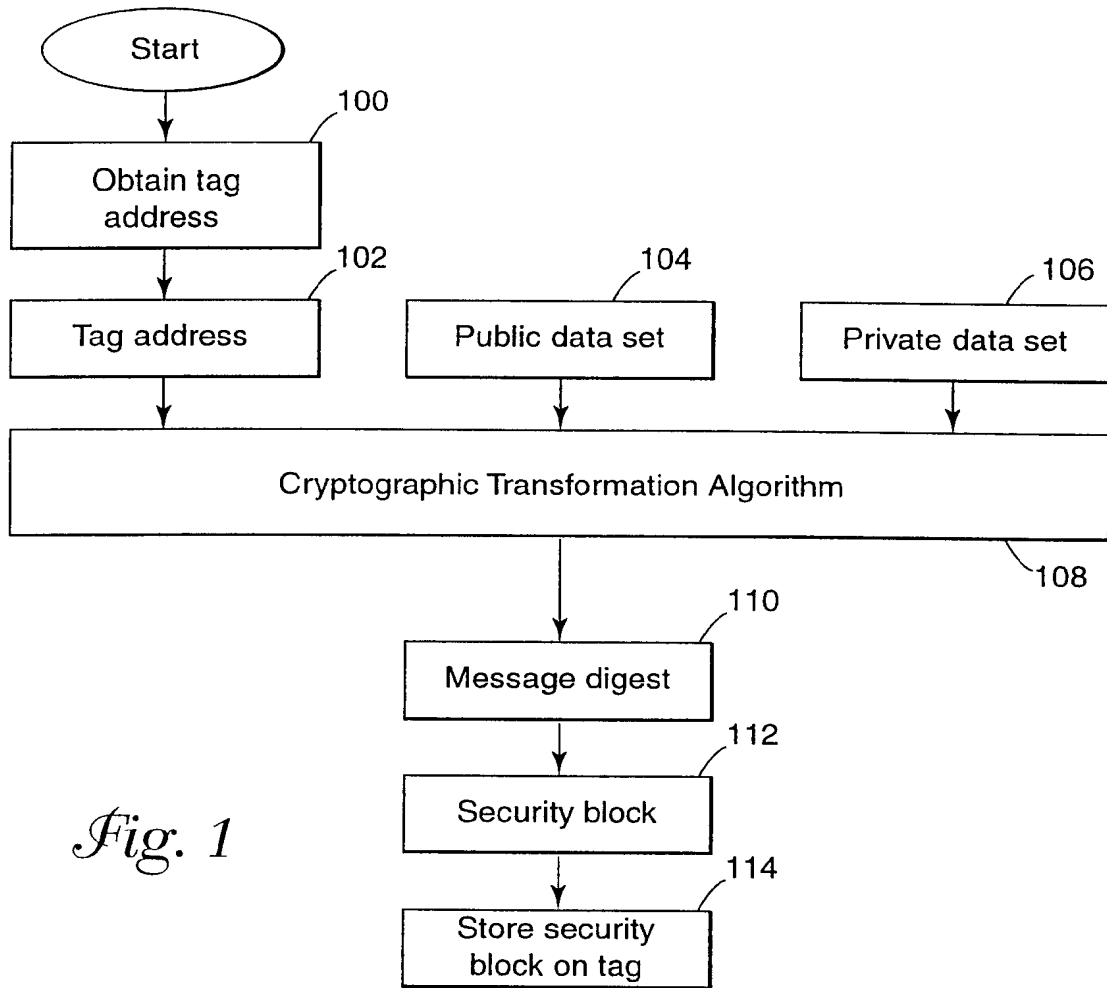 Start
100
Obtain tag
address
102
Tag address
104
Public data set
106
Private data set
Cryptographic Transformation Algorithm
108
110
Message digest
112
Security block
114
Store security
block on tag
Fig. 1